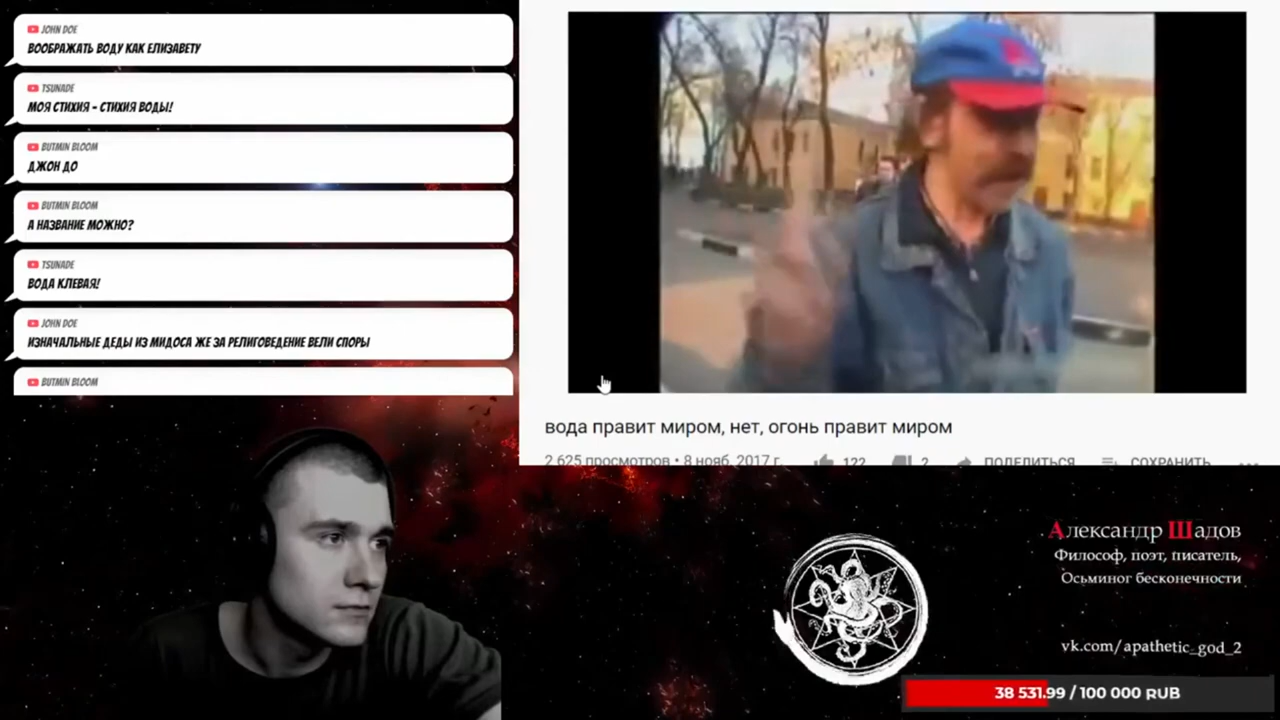 JOHN DOE
ВООБРАЖАТЬ ВОДУ КАК ЕЛИЗАВЕТУ
TSUNADE
МОЯ СТИХИЯ - СТИХИЯ ВОДЫ!
BUTMIN BLOOM
ДЖОН ДО
BUTMIN BLOOM
А НАЗВАНИЕ МОЖНО?
TSUNADE
ВОДА КЛЕВАЯ!
JOHN DOE
ИЗНАЧАЛЬНЫЕ ДЕДЫ ИЗ МИДОСА ЖЕ ЗА РЕЛИГОВЕДЕНИЕ ВЕЛИ СПОРЫ
BUTMIN BLOOM
вода правит миром, нет, огонь правит миром
2 625 просмотров • 8 нояб. 2017 г. 122 2 ПОДЕЛИТЬСЯ СОХРАНИТЬ
Александр Шадов
Философ, поэт, писатель,
Осьминог бесконечности
vk.com/apathetic_god_2
38 531.99 / 100 000 RUB